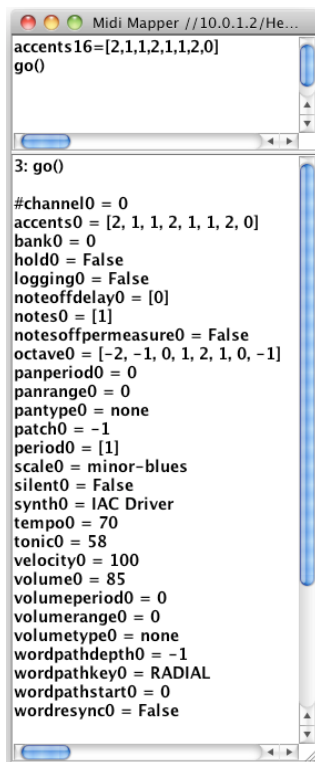 Midi Mapper //10.0.1.2/He...
accents16=[2,1,1,2,1,1,2,0]
go()
3: go()
#channel0 = 0
accents0 = [2, 1, 1, 2, 1, 1, 2, 0]
bank0 = 0
hold0 = False
logging0 = False
noteoffdelay0 = [0]
notes0 = [1]
notesoffpermeasure0 = False
octave0 = [-2, -1, 0, 1, 2, 1, 0, -1]
panperiod0 = 0
panrange0 = 0
pantype0 = none
patch0 = -1
period0 = [1]
scale0 = minor-blues
silent0 = False
synth0 = IAC Driver
tempo0 = 70
tonic0 = 58
velocity0 = 100
volume0 = 85
volumeperiod0 = 0
volumerange0 = 0
volumetype0 = none
wordpathdepth0 = -1
wordpathkey0 = RADIAL
wordpathstart0 = 0
wordresync0 = False